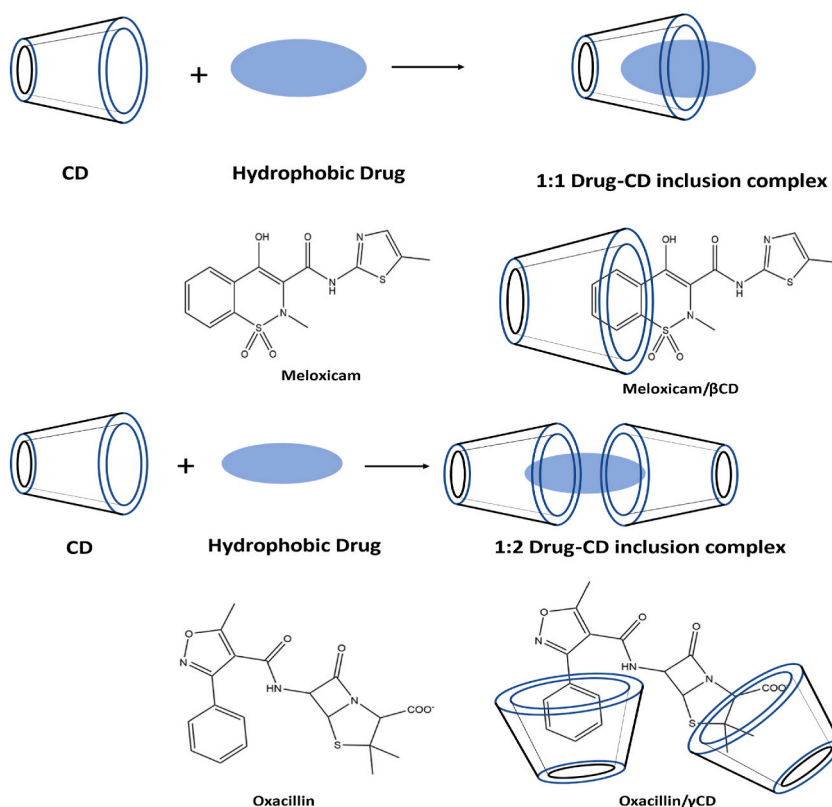 +
CD
Hydrophobic Drug
1:1 Drug-CD inclusion complex
OH
O
N
S
N
H
N
S
O
O
Meloxicam
OH
O
N
S
N
H
N
S
O
O
Meloxicam/βCD
+
CD
Hydrophobic Drug
1:2 Drug-CD inclusion complex
O
N
O
HN
O
N
S
COO-
Oxacillin
O
N
O
HN
O
N
S
COO-
Oxacillin/γCD